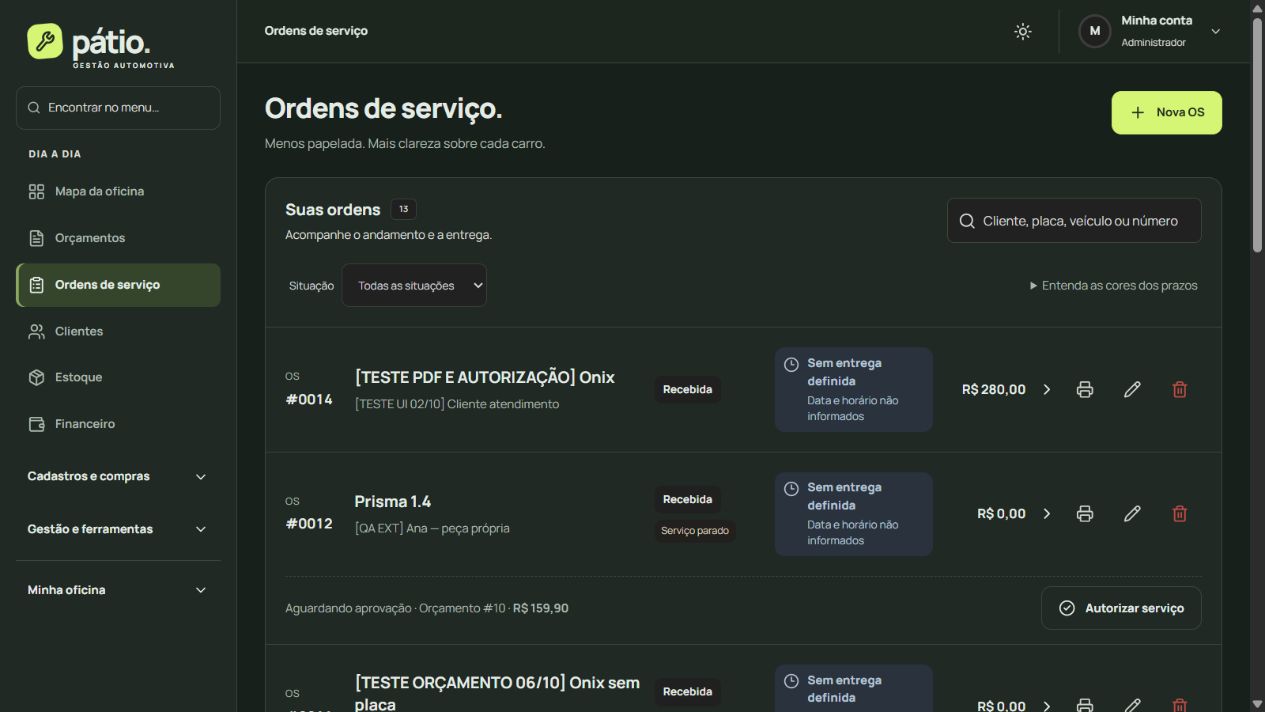 pátio.
GESTÃO AUTOMOTIVA
Encontrar no menu...
DIA A DIA
Mapa da oficina
Orçamentos
Ordens de serviço
Clientes
Estoque
Financeiro
Cadastros e compras
Gestão e ferramentas
Minha oficina
Ordens de serviço
M
Minha conta
Administrador
Ordens de serviço.
Menos papelada. Mais clareza sobre cada carro.
Nova OS
Suas ordens 13
Acompanhe o andamento e a entrega.
Cliente, placa, veículo ou número
Situação Todas as situações
Entenda as cores dos prazos
OS
#0014
[TESTE PDF E AUTORIZAÇÃO] Onix
[TESTE UI 02/10] Cliente atendimento
Recebida
Sem entrega
definida
Data e horário não
informados
R$ 280,00
OS
#0012
Prisma 1.4
[QA EXT] Ana — peça própria
Recebida
Serviço parado
Sem entrega
definida
Data e horário não
informados
R$ 0,00
Aguardando aprovação · Orçamento #10 · R$ 159,90
Autorizar serviço
OS
[TESTE ORÇAMENTO 06/10] Onix sem
placa
Recebida
Sem entrega
definida
R$ 0,00